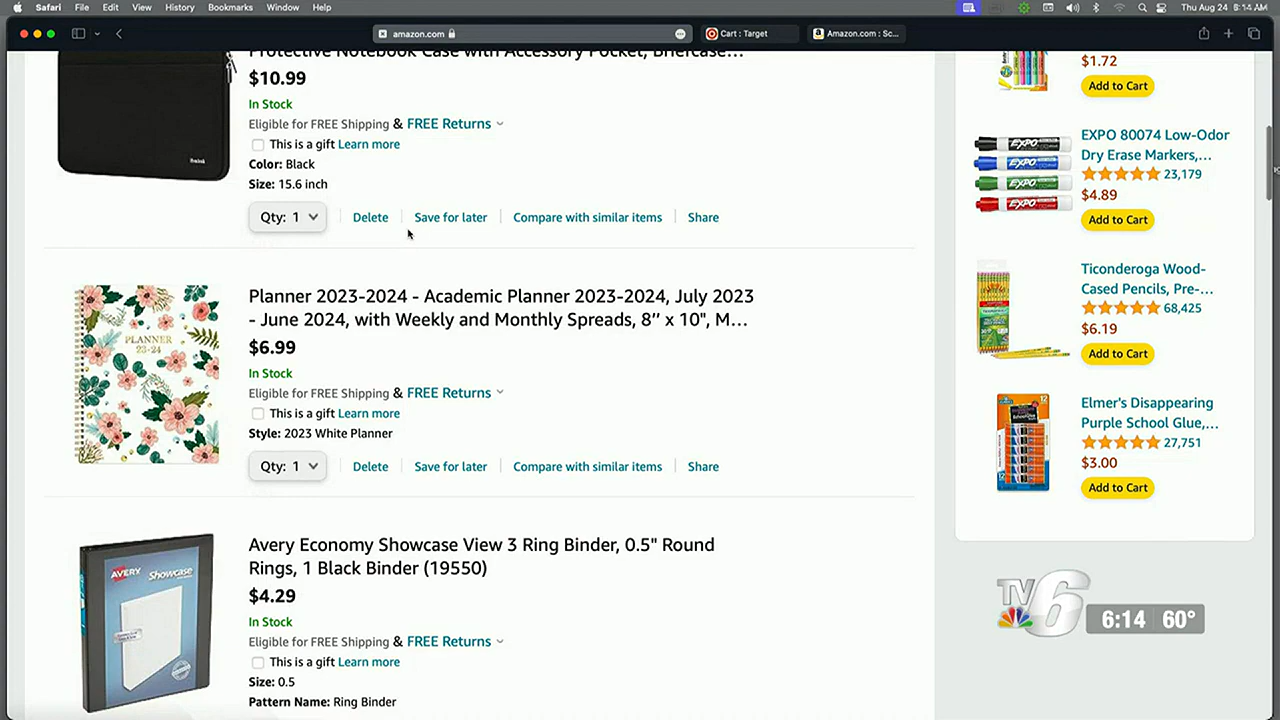 Safari File Edit View History Bookmarks Window Help Thu Aug 24 5:14 AM
amazon.com Cart : Target Amazon.com : Sc...
Protective Notebook Case with Accessory Pocket, Briefcase...
$10.99
In Stock
Eligible for FREE Shipping & FREE Returns
This is a gift Learn more
Color: Black
Size: 15.6 inch
Qty: 1 Delete Save for later Compare with similar items Share
PLANNER
23-24
Planner 2023-2024 - Academic Planner 2023-2024, July 2023
- June 2024, with Weekly and Monthly Spreads, 8” x 10", M...
$6.99
In Stock
Eligible for FREE Shipping & FREE Returns
This is a gift Learn more
Style: 2023 White Planner
Qty: 1 Delete Save for later Compare with similar items Share
AVERY Showcase
Avery Economy Showcase View 3 Ring Binder, 0.5" Round
Rings, 1 Black Binder (19550)
$4.29
In Stock
Eligible for FREE Shipping & FREE Returns
This is a gift Learn more
Size: 0.5
Pattern Name: Ring Binder
$1.72
Add to Cart
EXPO
EXPO
EXPO
EXPO
EXPO 80074 Low-Odor
Dry Erase Markers,...
23,179
$4.89
Add to Cart
Ticonderoga Wood-
Cased Pencils, Pre-...
68,425
$6.19
Add to Cart
12
Elmer's Disappearing
Purple School Glue,...
27,751
$3.00
Add to Cart
TV6
6:14 60°